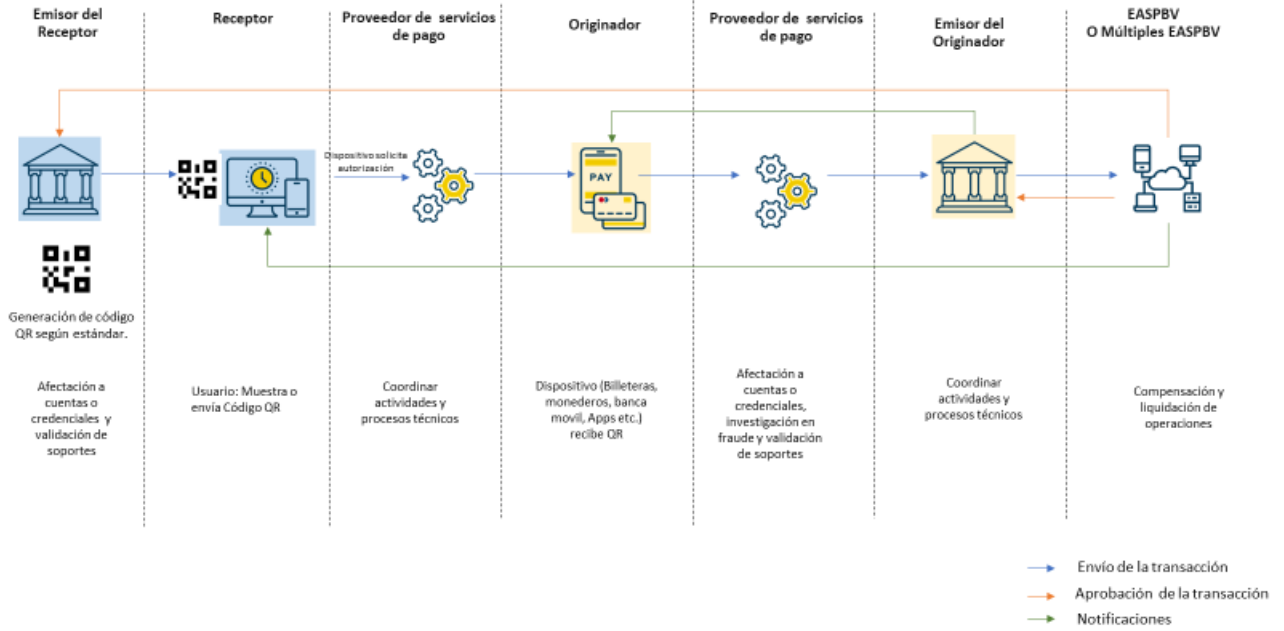 Emisor del
Receptor
Receptor
Proveedor de servicios
de pago
Originador
Proveedor de servicios
de pago
Emisor del
Originador
EASPBV
O Múltiples EASPBV
Dispositivo solicita
autorización
PAY
Generación de código
QR según estándar.
Afectación a
cuentas o
credenciales y
validación de
soportes
Usuario: Muestra o
envía Código QR
Coordinar
actividades y
procesos técnicos
Dispositivo (Billeteras,
monederos, banca
movil, Apps etc.)
recibe QR
Afectación a
cuentas o
credenciales,
investigación en
fraude y validación
de soportes
Coordinar
actividades y
procesos técnicos
Compensación y
liquidación de
operaciones
Envío de la transacción
Aprobación de la transacción
Notificaciones